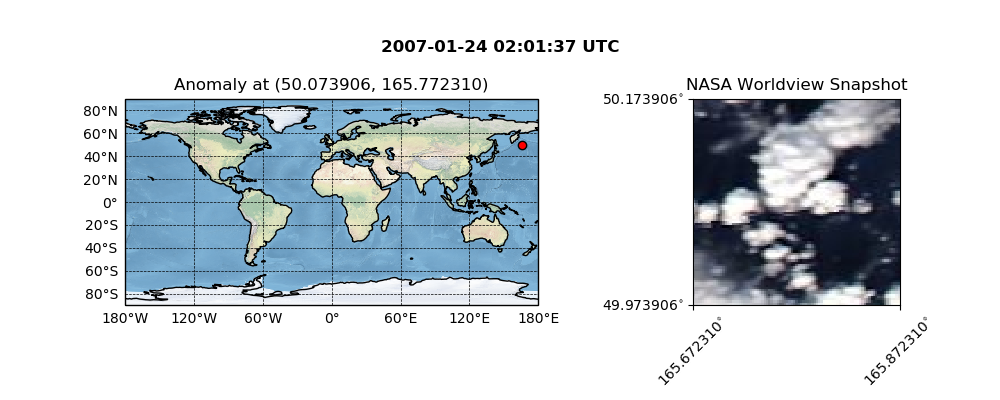 2007-01-24 02:01:37 UTC
Anomaly at (50.073906, 165.772310)
80°N
60°N
40°N
20°N
0°
20°S
40°S
60°S
80°S
180°W 120°W 60°W 0° 60°E 120°E 180°E
NASA Worldview Snapshot
50.173906°
49.973906°
165.672310°
165.872310°